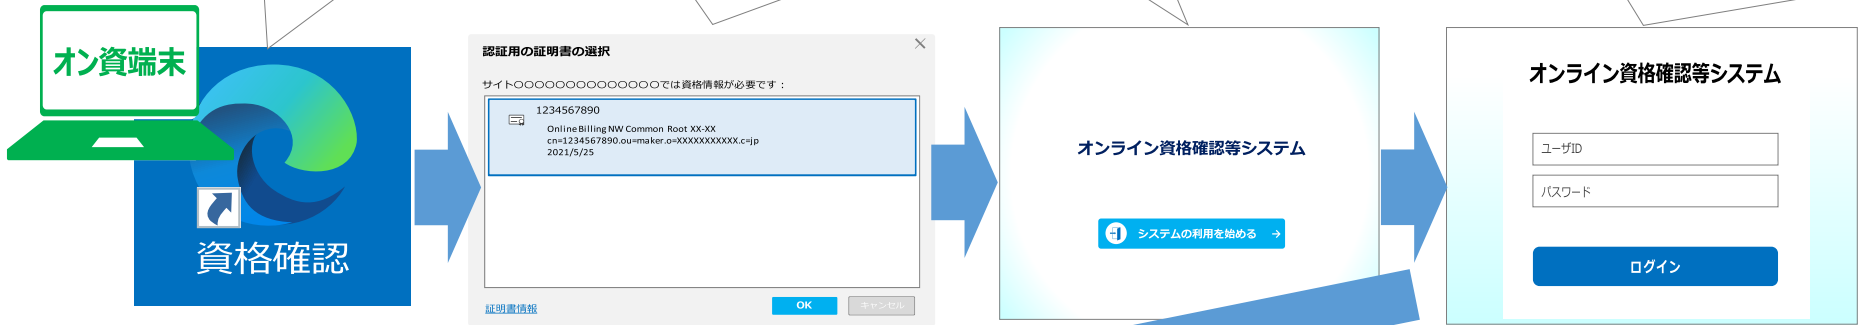 オン資端末
資格確認
認証用の証明書の選択
サイト〇〇〇〇〇〇〇〇〇〇〇〇〇〇では資格情報が必要です：
1234567890
OnlineBilling NW Common Root XX-XX
cn=1234567890.ou=maker.o=XXXXXXXXXXX.c=jp
2021/5/25
証明書情報
OK
キャンセル
オンライン資格確認等システム
システムの利用を始める →
オンライン資格確認等システム
ユーザID
パスワード
ログイン